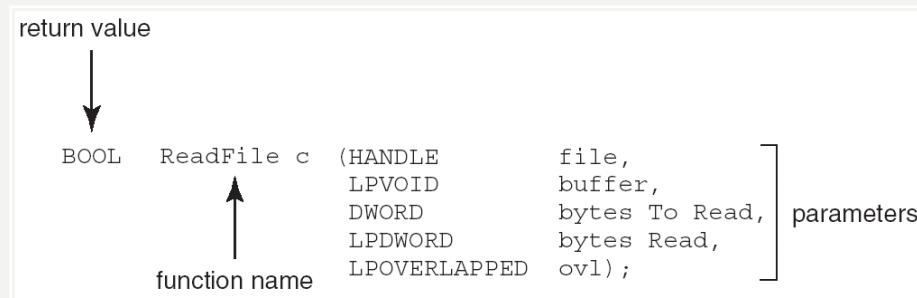 return value
BOOL ReadFile c (HANDLE file,
LPVOID buffer,
DWORD bytes To Read,
LPDWORD bytes Read,
LPOVERLAPPED ovl);
parameters
function name